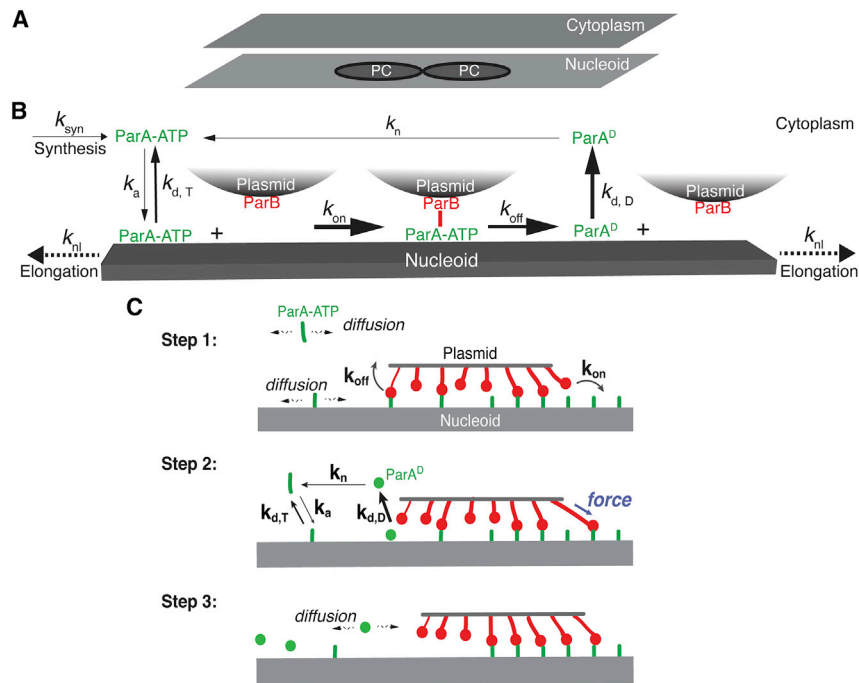 A
Cytoplasm
Nucleoid
PC PC
B
k_syn
Synthesis
ParA-ATP
k_n
ParA^D
Cytoplasm
k_a
k_d, T
Plasmid
ParB
Plasmid
ParB
k_d, D
Plasmid
ParB
k_nl
Elongation
ParA-ATP +
k_on
ParA-ATP
k_off
ParA^D +
k_nl
Elongation
Nucleoid
C
Step 1:
ParA-ATP
diffusion
Plasmid
k_off
k_on
diffusion
Nucleoid
Step 2:
k_n
ParA^D
k_d,T
k_a
k_d,D
force
Step 3:
diffusion